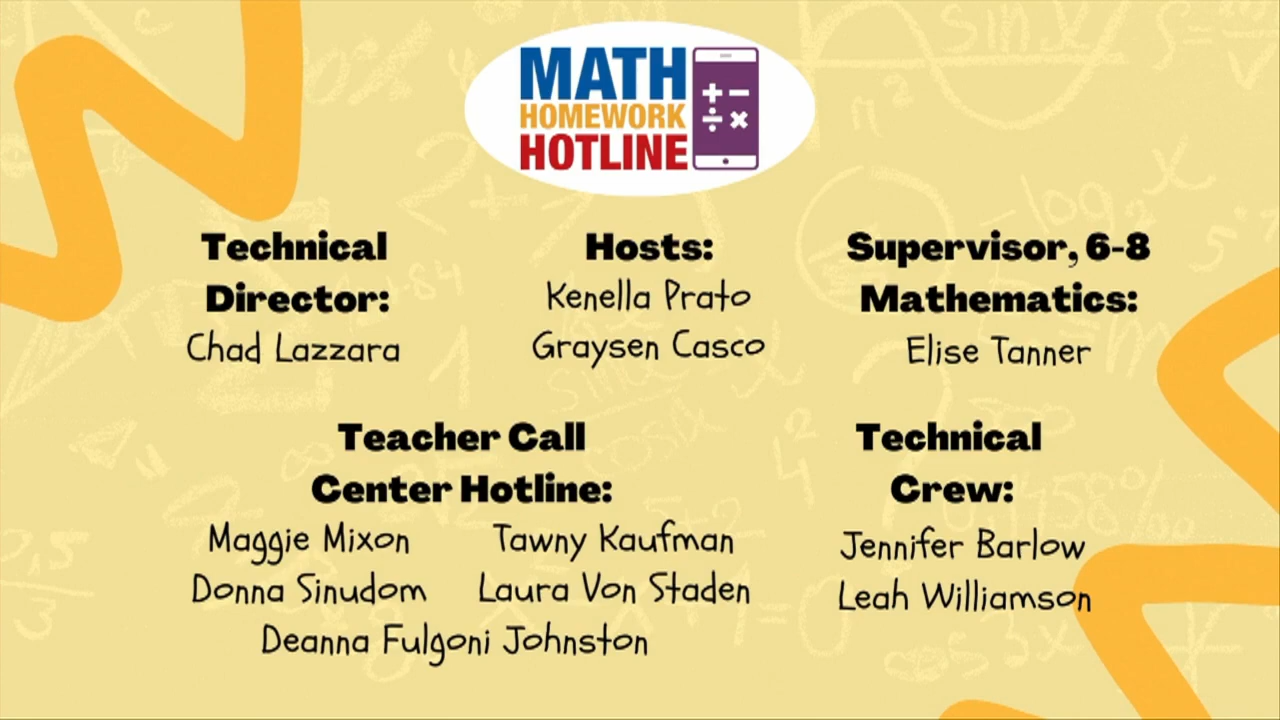 MATH
HOMEWORK
HOTLINE
Technical
Director:
Chad Lazzara
Hosts:
Kenella Prato
Graysen Casco
Supervisor, 6-8
Mathematics:
Elise Tanner
Teacher Call
Center Hotline:
Maggie Mixon Tawny Kaufman
Donna Sinudom Laura Von Staden
Deanna Fulgoni Johnston
Technical
Crew:
Jennifer Barlow
Leah Williamson